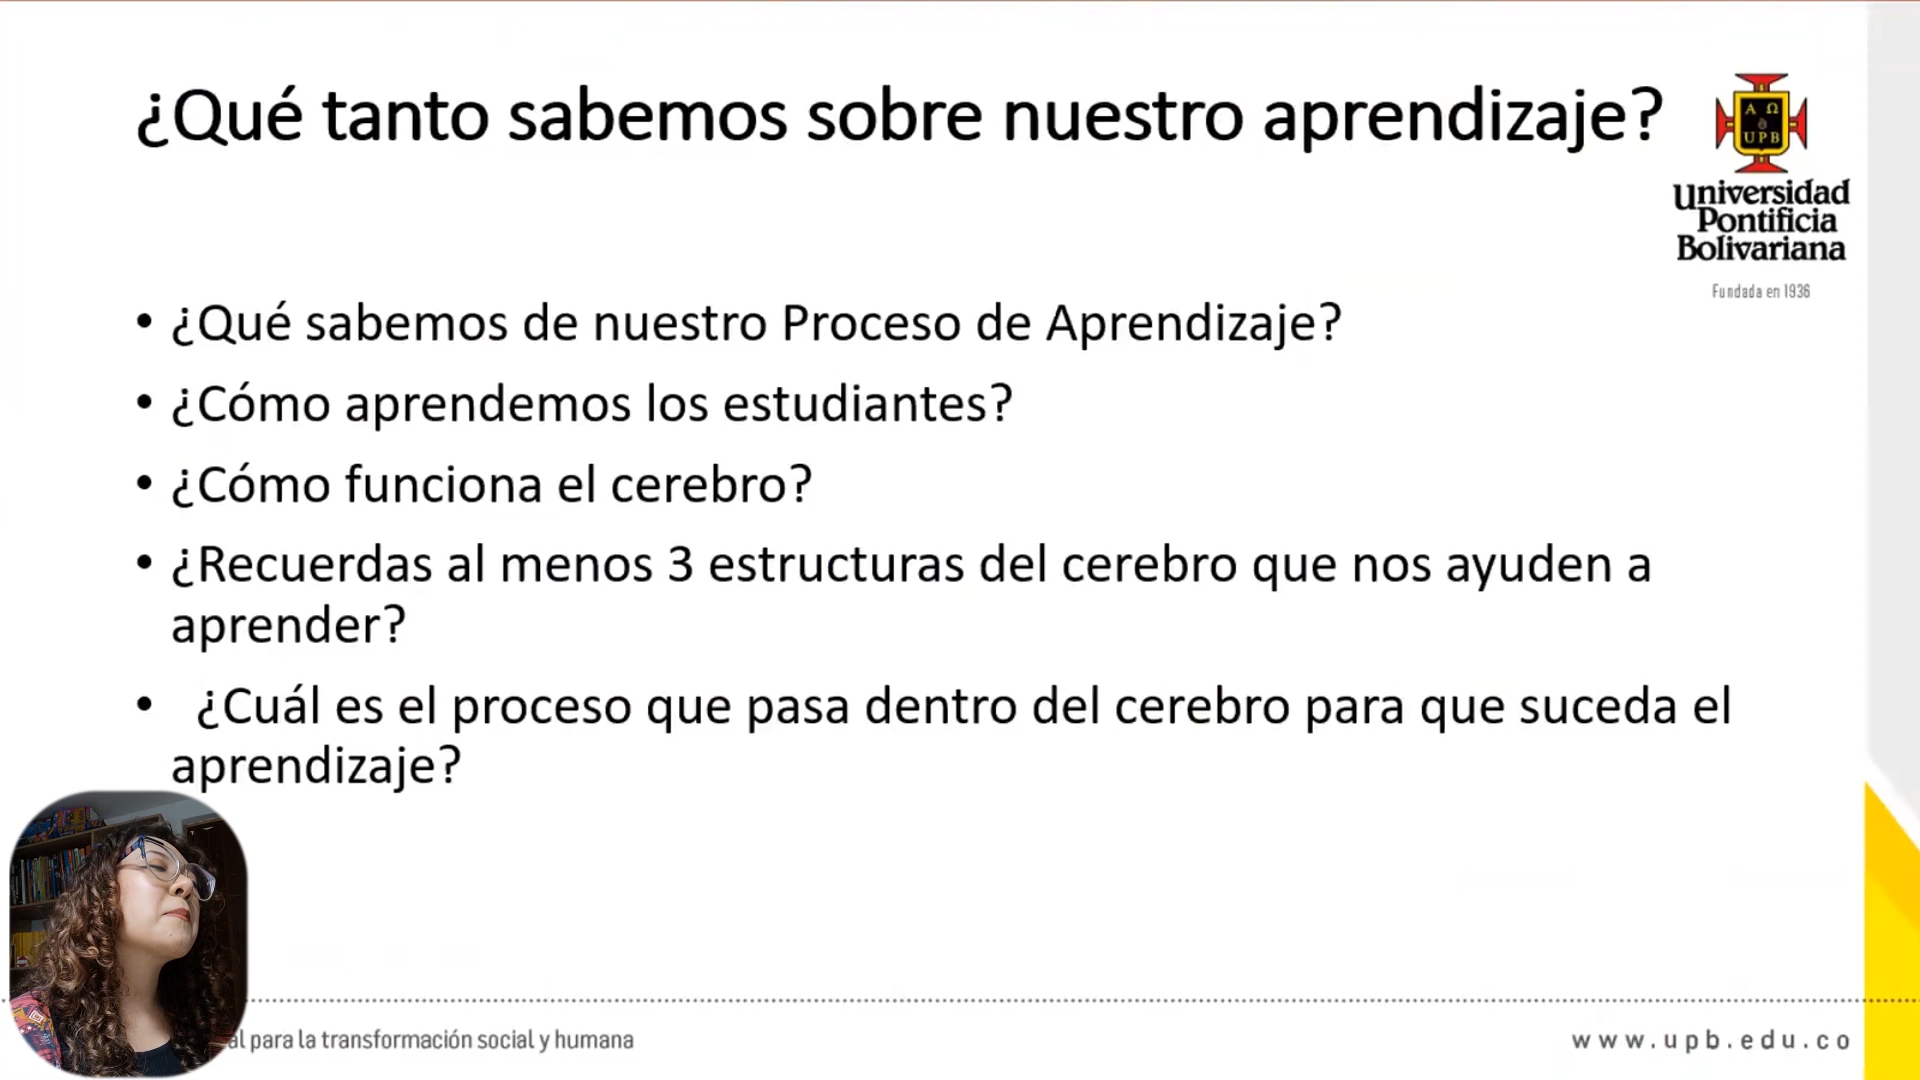 ¿Qué tanto sabemos sobre nuestro aprendizaje?
Α Ω
UPB
Universidad
Pontificia
Bolivariana
Fundada en 1936
• ¿Qué sabemos de nuestro Proceso de Aprendizaje?
• ¿Cómo aprendemos los estudiantes?
• ¿Cómo funciona el cerebro?
• ¿Recuerdas al menos 3 estructuras del cerebro que nos ayuden a
aprender?
• ¿Cuál es el proceso que pasa dentro del cerebro para que suceda el
aprendizaje?
para la transformación social y humana
www.upb.edu.co